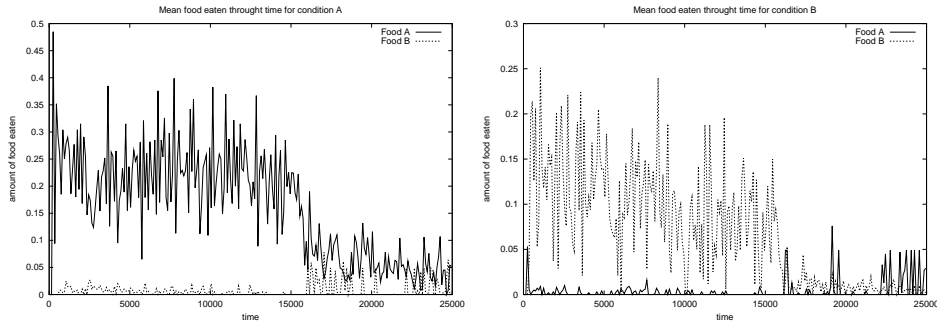 Mean food eaten throught time for condition A
0.5
0.45
0.4
0.35
0.3
0.25
0.2
0.15
0.1
0.05
0
amount of food eaten
Food A
Food B
0 5000 10000 15000 20000 25000
time
Mean food eaten throught time for condition B
0.3
0.25
0.2
0.15
0.1
0.05
0
amount of food eaten
Food A
Food B
0 5000 10000 15000 20000 25000
time